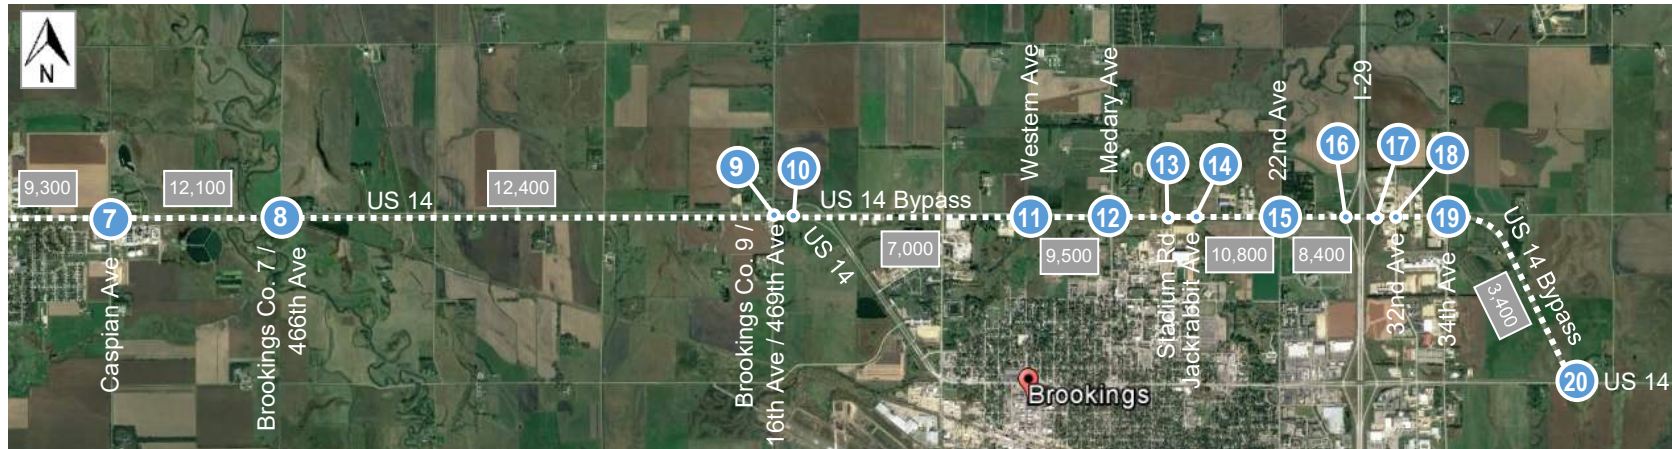 N
9,300
12,100
US 14
12,400
9
10
US 14 Bypass
Western Ave
Medary Ave
13
14
22nd Ave
I-29
16
17
18
7
8
11
12
15
19
US 14
7,000
9,500
10,800
8,400
Caspian Ave
Brookings Co. 7 /
466th Ave
Brookings Co. 9 /
16th Ave / 469th Ave
Stadium Rd
Jackrabbit Ave
32nd Ave
34th Ave
US 14 Bypass
3,400
20
US 14
Brookings